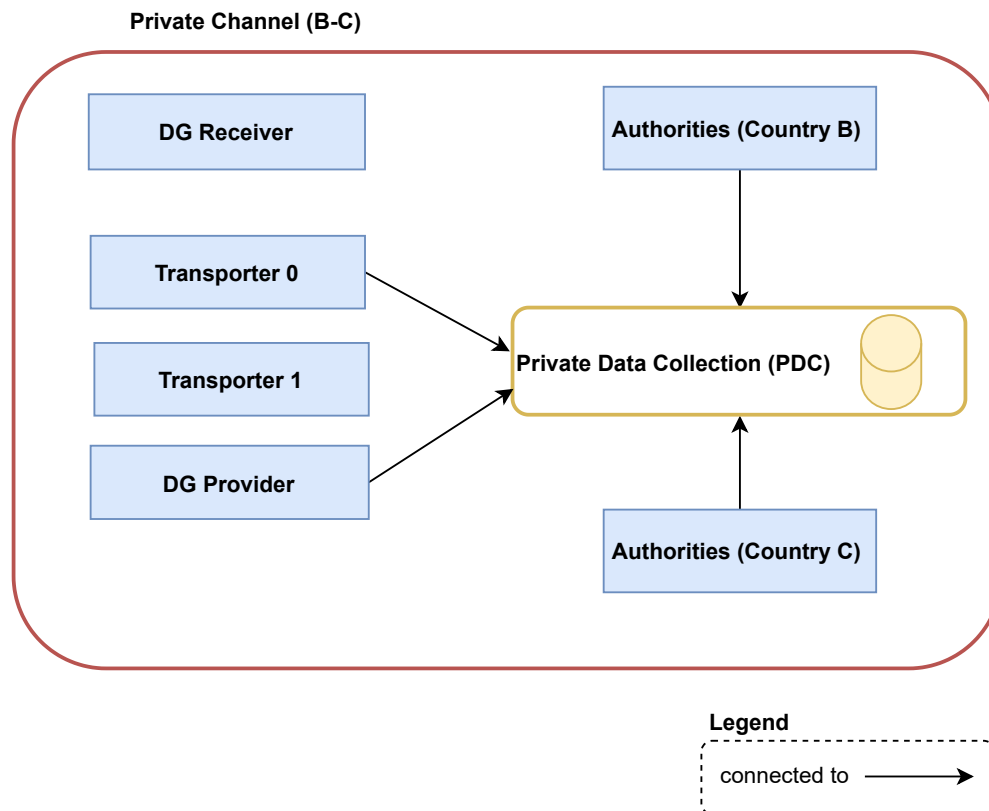 Private Channel (B-C)
DG Receiver
Authorities (Country B)
Transporter 0
Private Data Collection (PDC)
Transporter 1
DG Provider
Authorities (Country C)
Legend
connected to